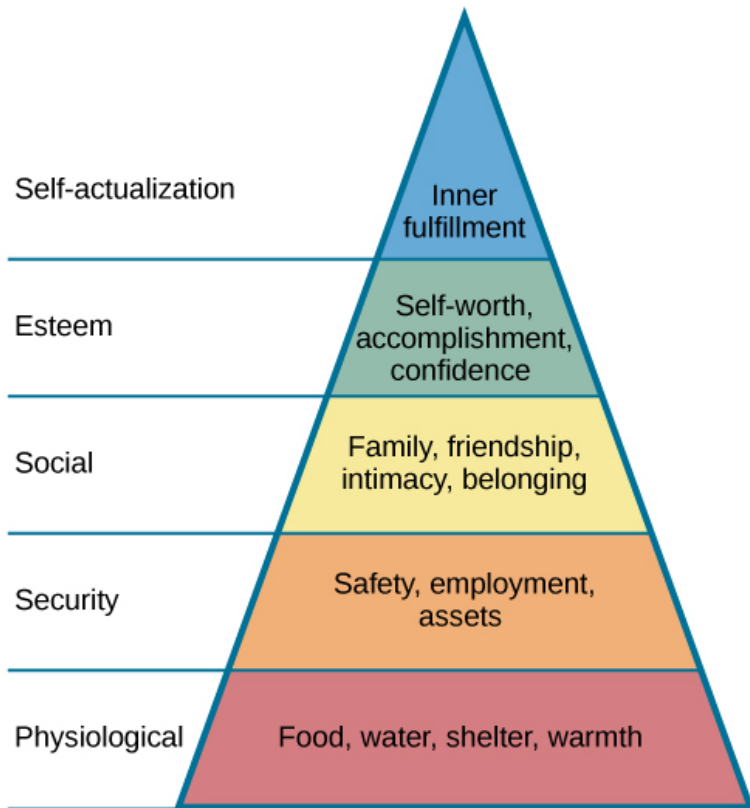 Self-actualization
Inner
fulfillment
Esteem
Self-worth,
accomplishment,
confidence
Social
Family, friendship,
intimacy, belonging
Security
Safety, employment,
assets
Physiological
Food, water, shelter, warmth